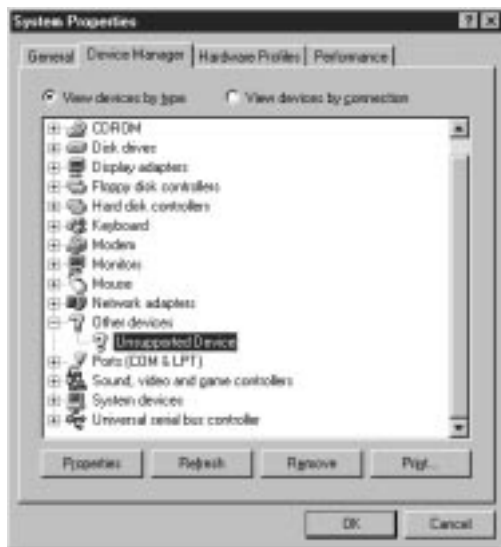 System Properties
General Device Manager Hardware Profiles Performance
View devices by type View devices by connection
CDROM
Disk drives
Display adapters
Floppy disk controllers
Hard disk controllers
Keyboard
Modem
Monitors
Mouse
Network adapters
Other devices
Unsupported Device
Ports (COM & LPT)
Sound, video and game controllers
System devices
Universal serial bus controller
Properties Refresh Remove Print...
OK Cancel